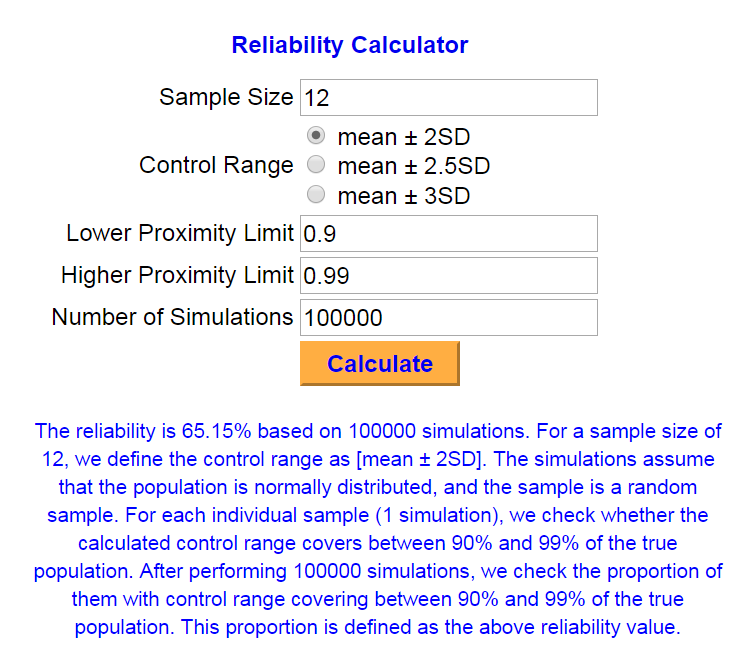 Reliability Calculator
Sample Size 12
mean ± 2SD
Control Range mean ± 2.5SD
mean ± 3SD
Lower Proximity Limit 0.9
Higher Proximity Limit 0.99
Number of Simulations 100000
Calculate
The reliability is 65.15% based on 100000 simulations. For a sample size of
12, we define the control range as [mean ± 2SD]. The simulations assume
that the population is normally distributed, and the sample is a random
sample. For each individual sample (1 simulation), we check whether the
calculated control range covers between 90% and 99% of the true
population. After performing 100000 simulations, we check the proportion of
them with control range covering between 90% and 99% of the true
population. This proportion is defined as the above reliability value.